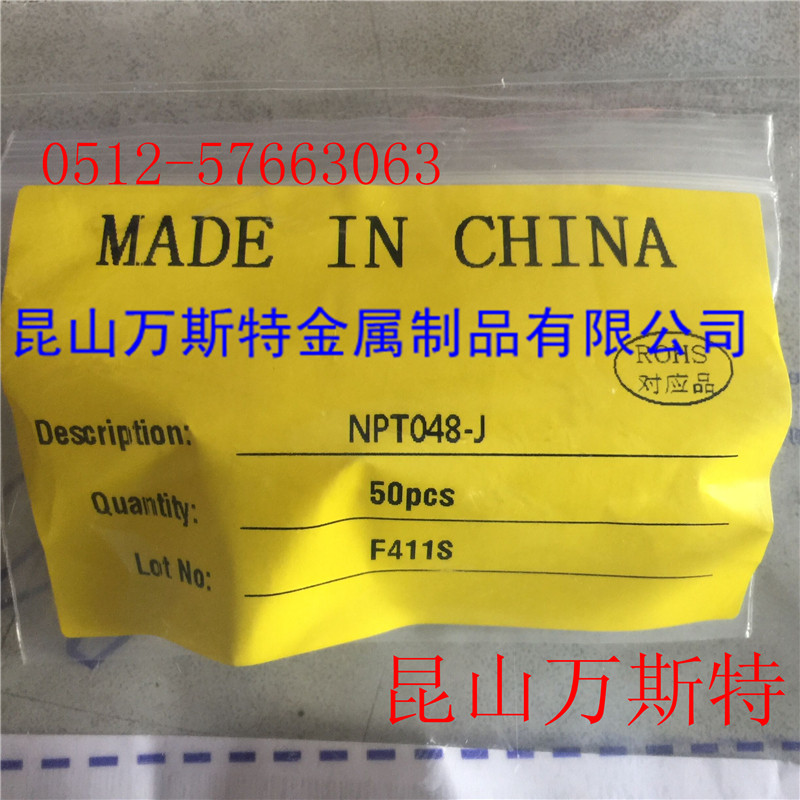 0512-57663063
MADE IN CHINA
昆山万斯特金属制品有限公司
ROHS
对应品
Description: NPT048-J
Quantity: 50pcs
Lot No: F411S
昆山万斯特